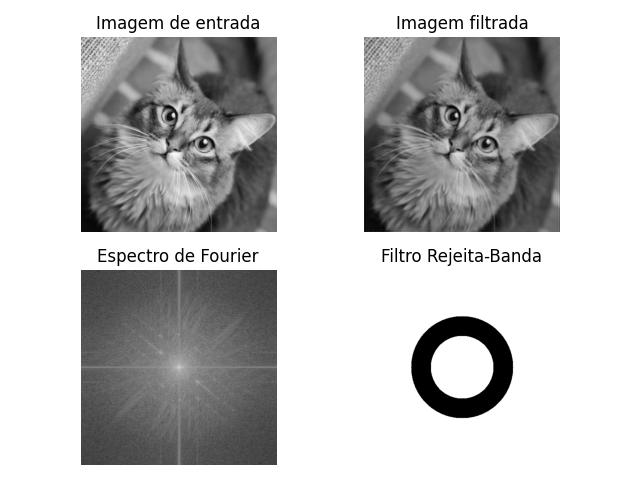 Imagem de entrada
Imagem filtrada
Espectro de Fourier
Filtro Rejeita-Banda